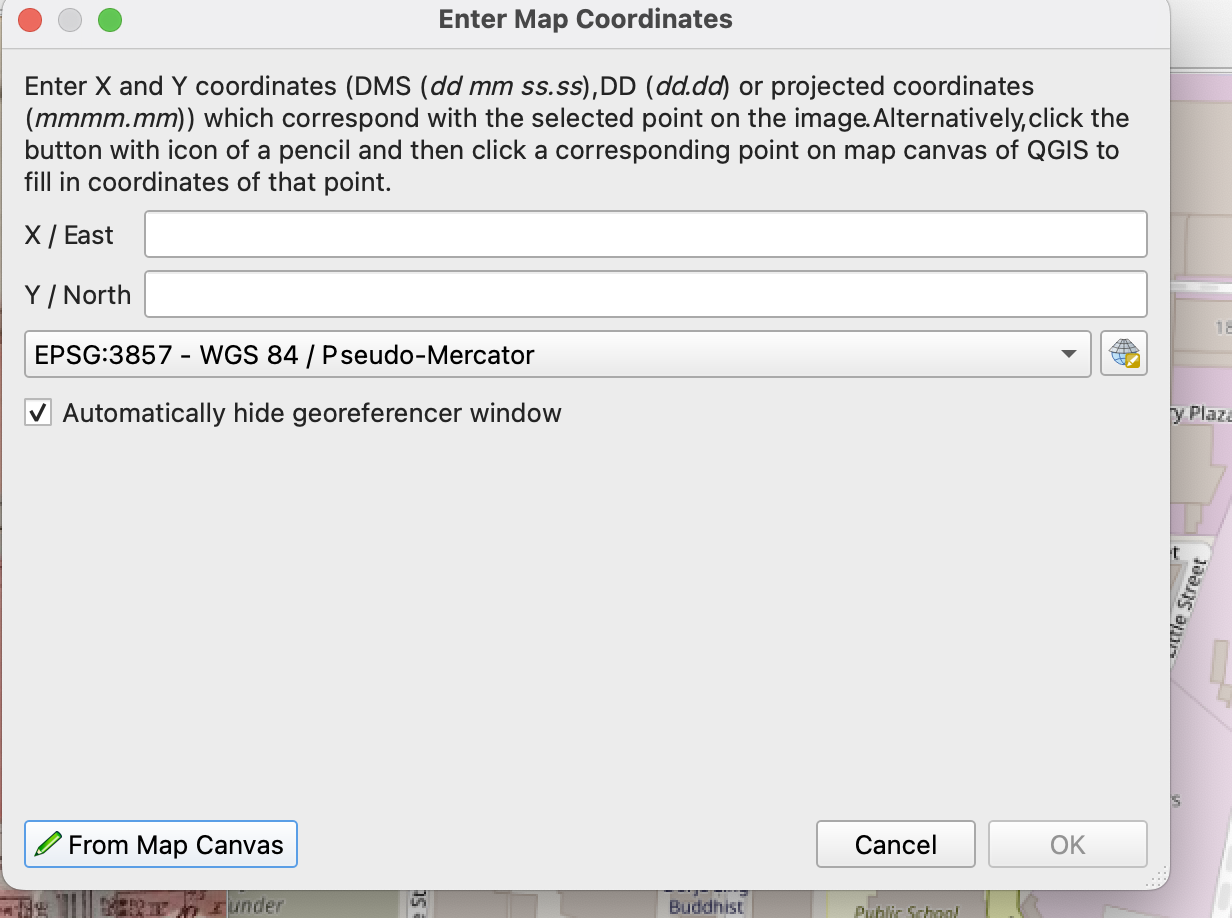 Enter Map Coordinates
Enter X and Y coordinates (DMS (dd mm ss.ss),DD (dd.dd) or projected coordinates
(mmmm.mm)) which correspond with the selected point on the image.Alternatively,click the
button with icon of a pencil and then click a corresponding point on map canvas of QGIS to
fill in coordinates of that point.
X / East
Y / North
EPSG:3857 - WGS 84 / Pseudo-Mercator
18
Automatically hide georeferencer window
y Plaza
Little Street
From Map Canvas
Cancel
OK
under
e St
Buddhist
Public School